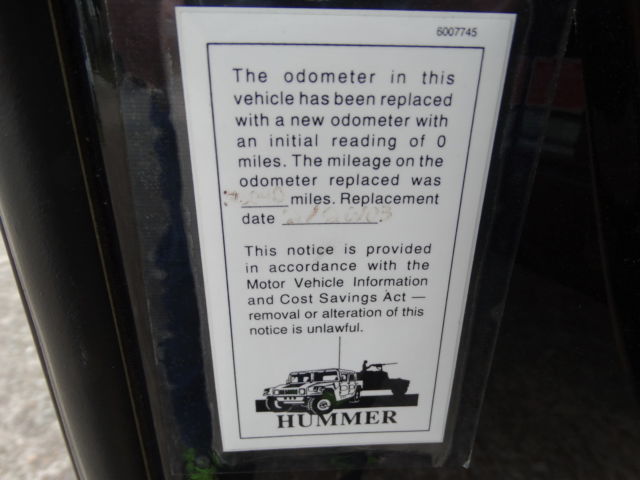 6007745
The odometer in this
vehicle has been replaced
with a new odometer with
an initial reading of 0
miles. The mileage on the
odometer replaced was
miles. Replacement
date
This notice is provided
in accordance with the
Motor Vehicle Information
and Cost Savings Act —
removal or alteration of this
notice is unlawful.
HUMMER